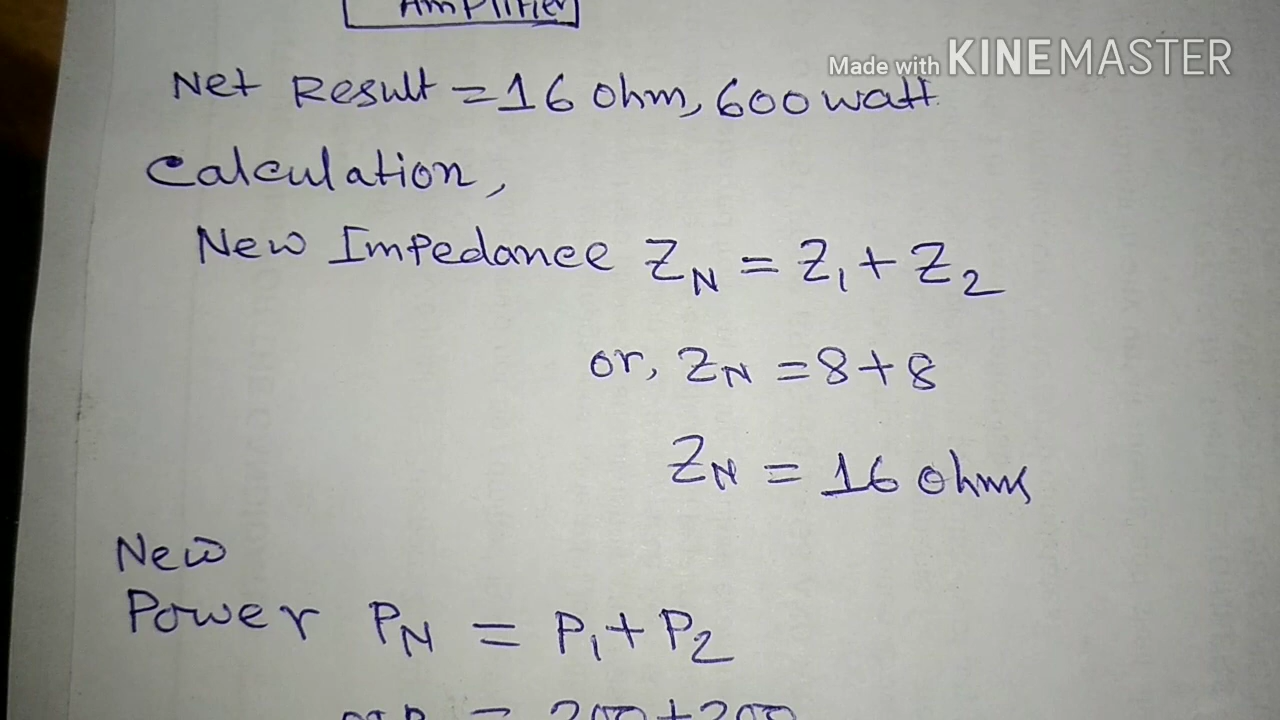 Amplifier
Made with KINEMASTER
Net Result = 16 ohm, 600 watt
Calculation,
New Impedance Z_N = Z_1 + Z_2
or, Z_N = 8 + 8
Z_N = 16 ohms
New
Power P_N = P_1 + P_2